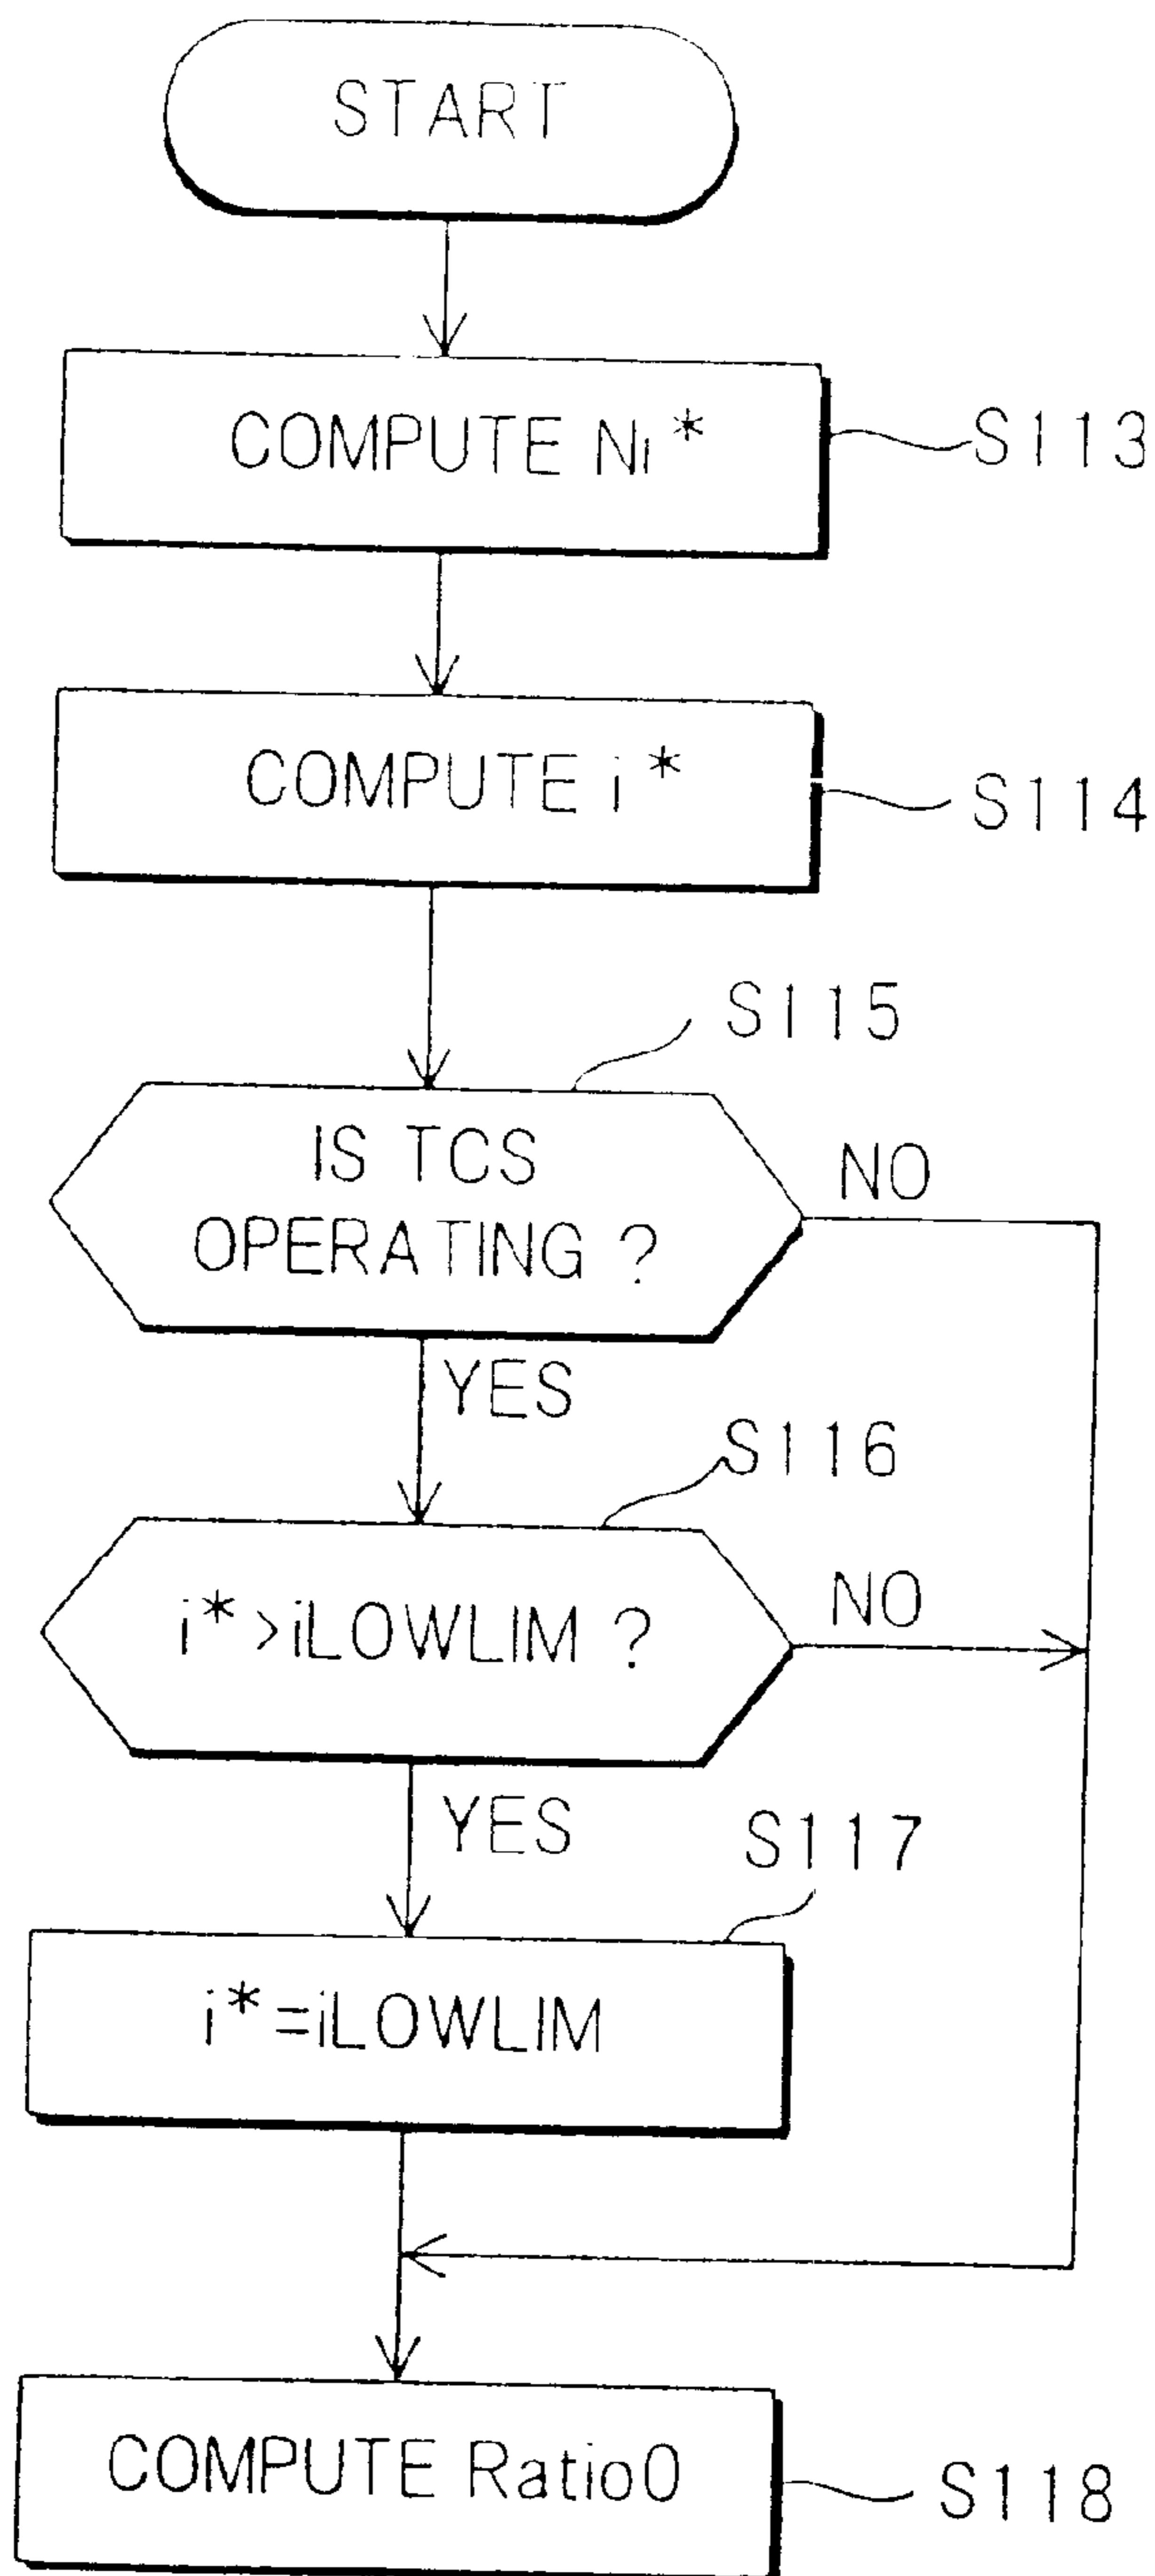 START
COMPUTE Ni*
S113
COMPUTE i*
S114
S115
IS TCS
OPERATING ?
NO
YES
S116
i*>iLOWLIM ?
NO
YES
S117
i*=iLOWLIM
COMPUTE Ratio0
S118